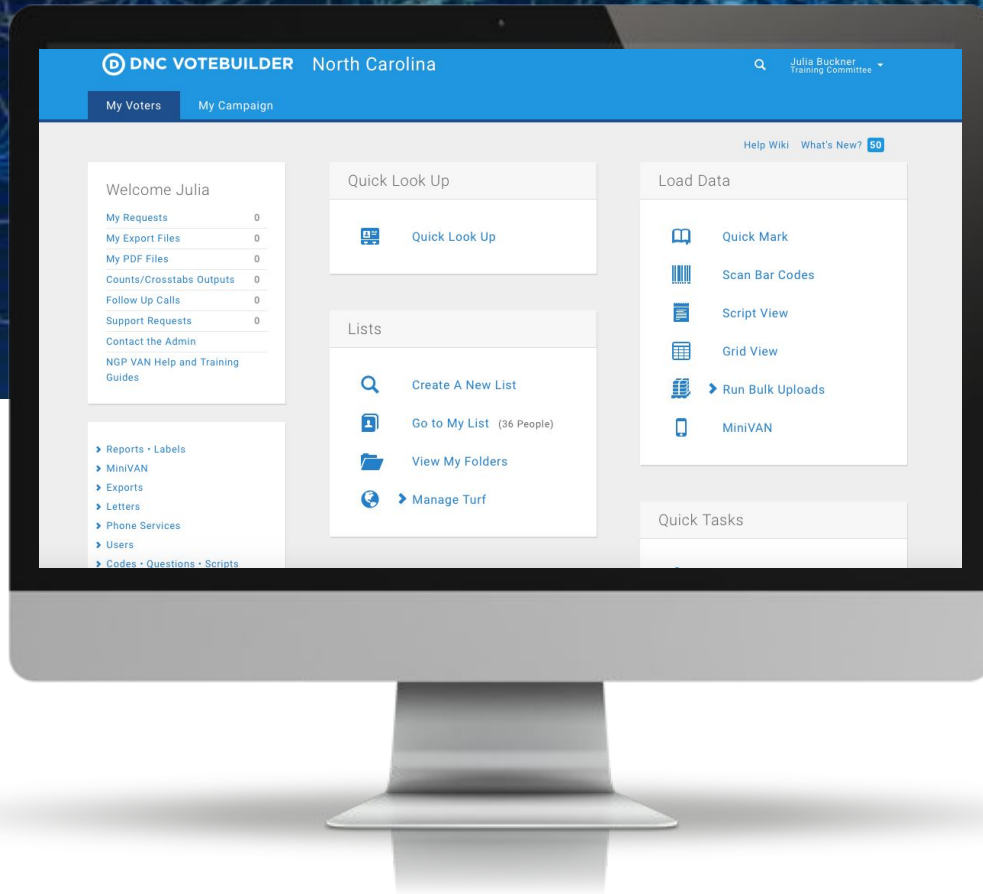 DNC VOTEBUILDER North Carolina
Julia Buckner
Training Committee
My Voters My Campaign
Help Wiki What's New? 50
Welcome Julia
My Requests 0
My Export Files 0
My PDF Files 0
Counts/Crosstabs Outputs 0
Follow Up Calls 0
Support Requests 0
Contact the Admin
NGP VAN Help and Training
Guides
Reports • Labels
MiniVAN
Exports
Letters
Phone Services
Users
Codes • Questions • Scripts
Quick Look Up
Quick Look Up
Lists
Create A New List
Go to My List (36 People)
View My Folders
Manage Turf
Load Data
Quick Mark
Scan Bar Codes
Script View
Grid View
Run Bulk Uploads
MiniVAN
Quick Tasks